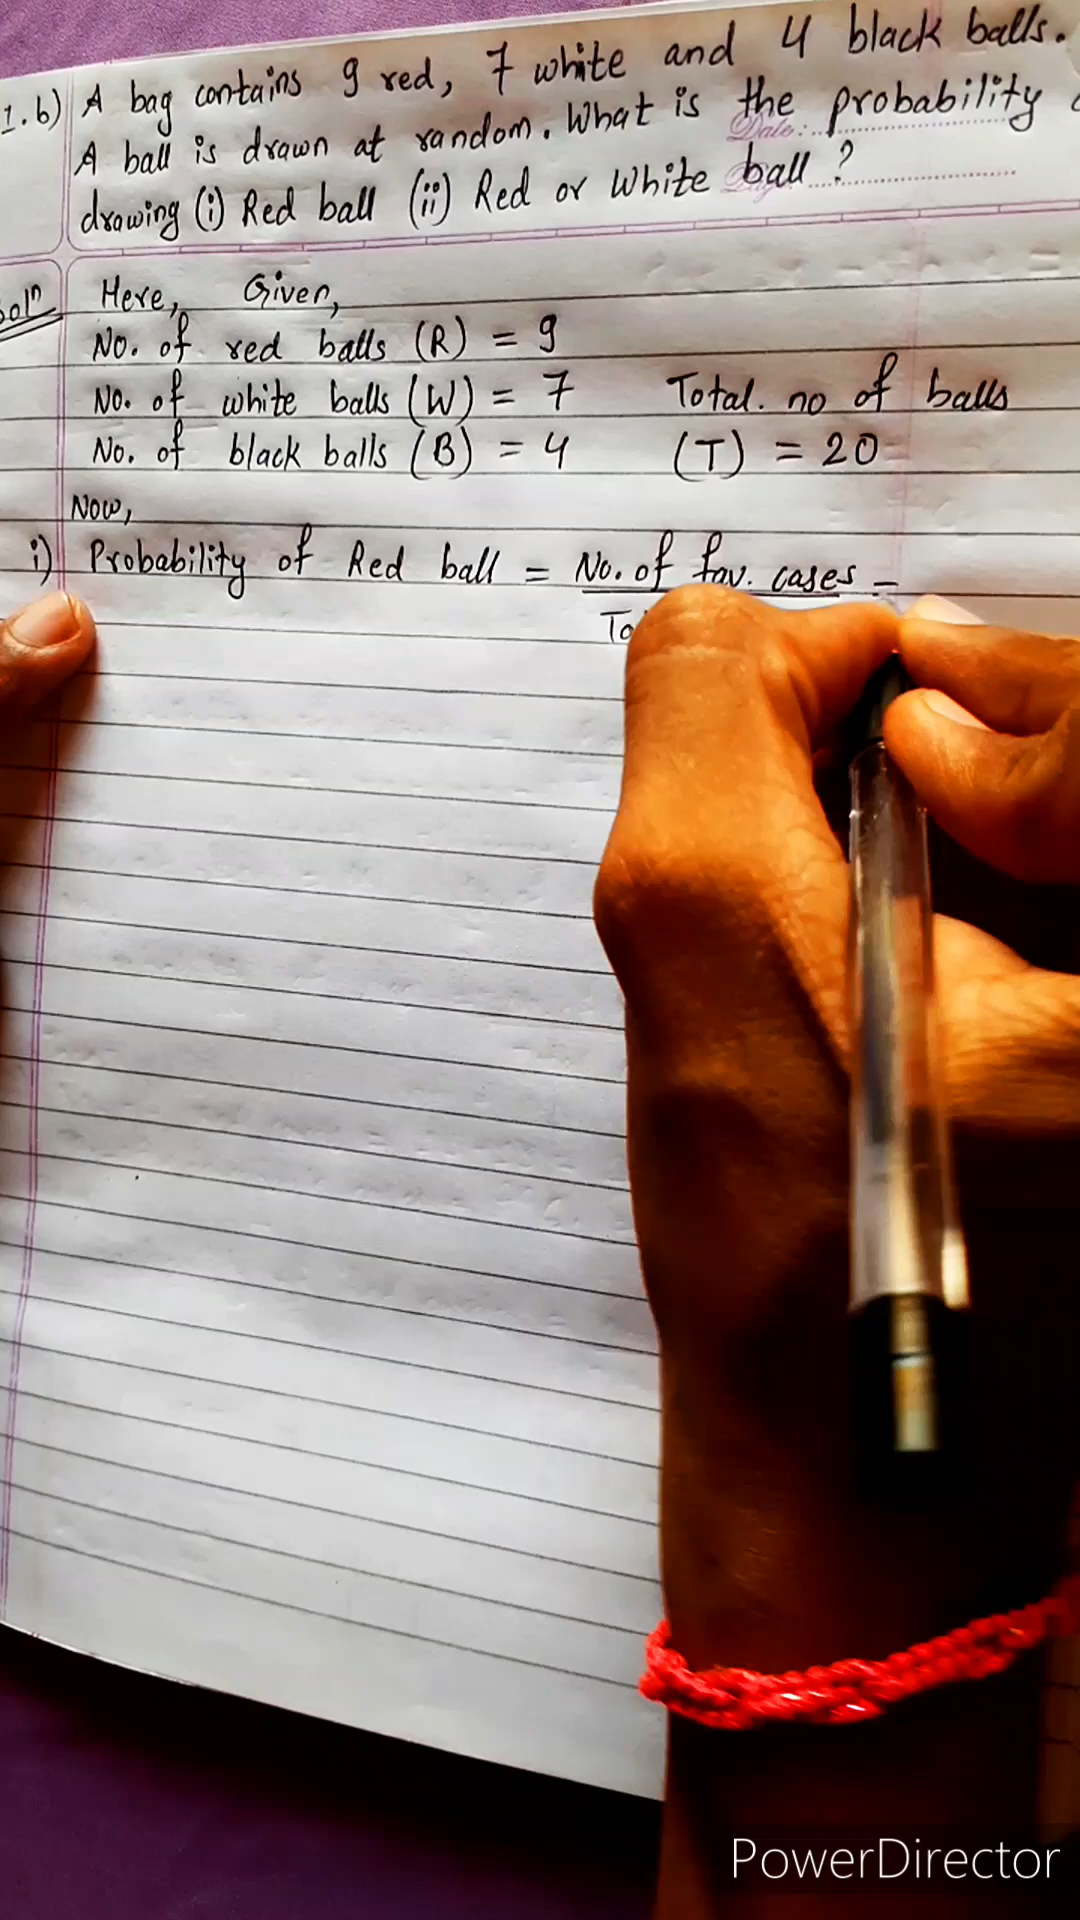 1.b) A bag contains 9 red, 7 white and 4 black balls.
A ball is drawn at random. What is the probability
Date:
drawing (i) Red ball (ii) Red or White ball?
Soln Here, Given,
No. of red balls (R) = 9
No. of white balls (W) = 7 Total. no of balls
No. of black balls (B) = 4 (T) = 20
Now,
i) Probability of Red ball = No. of fav. cases =
PowerDirector